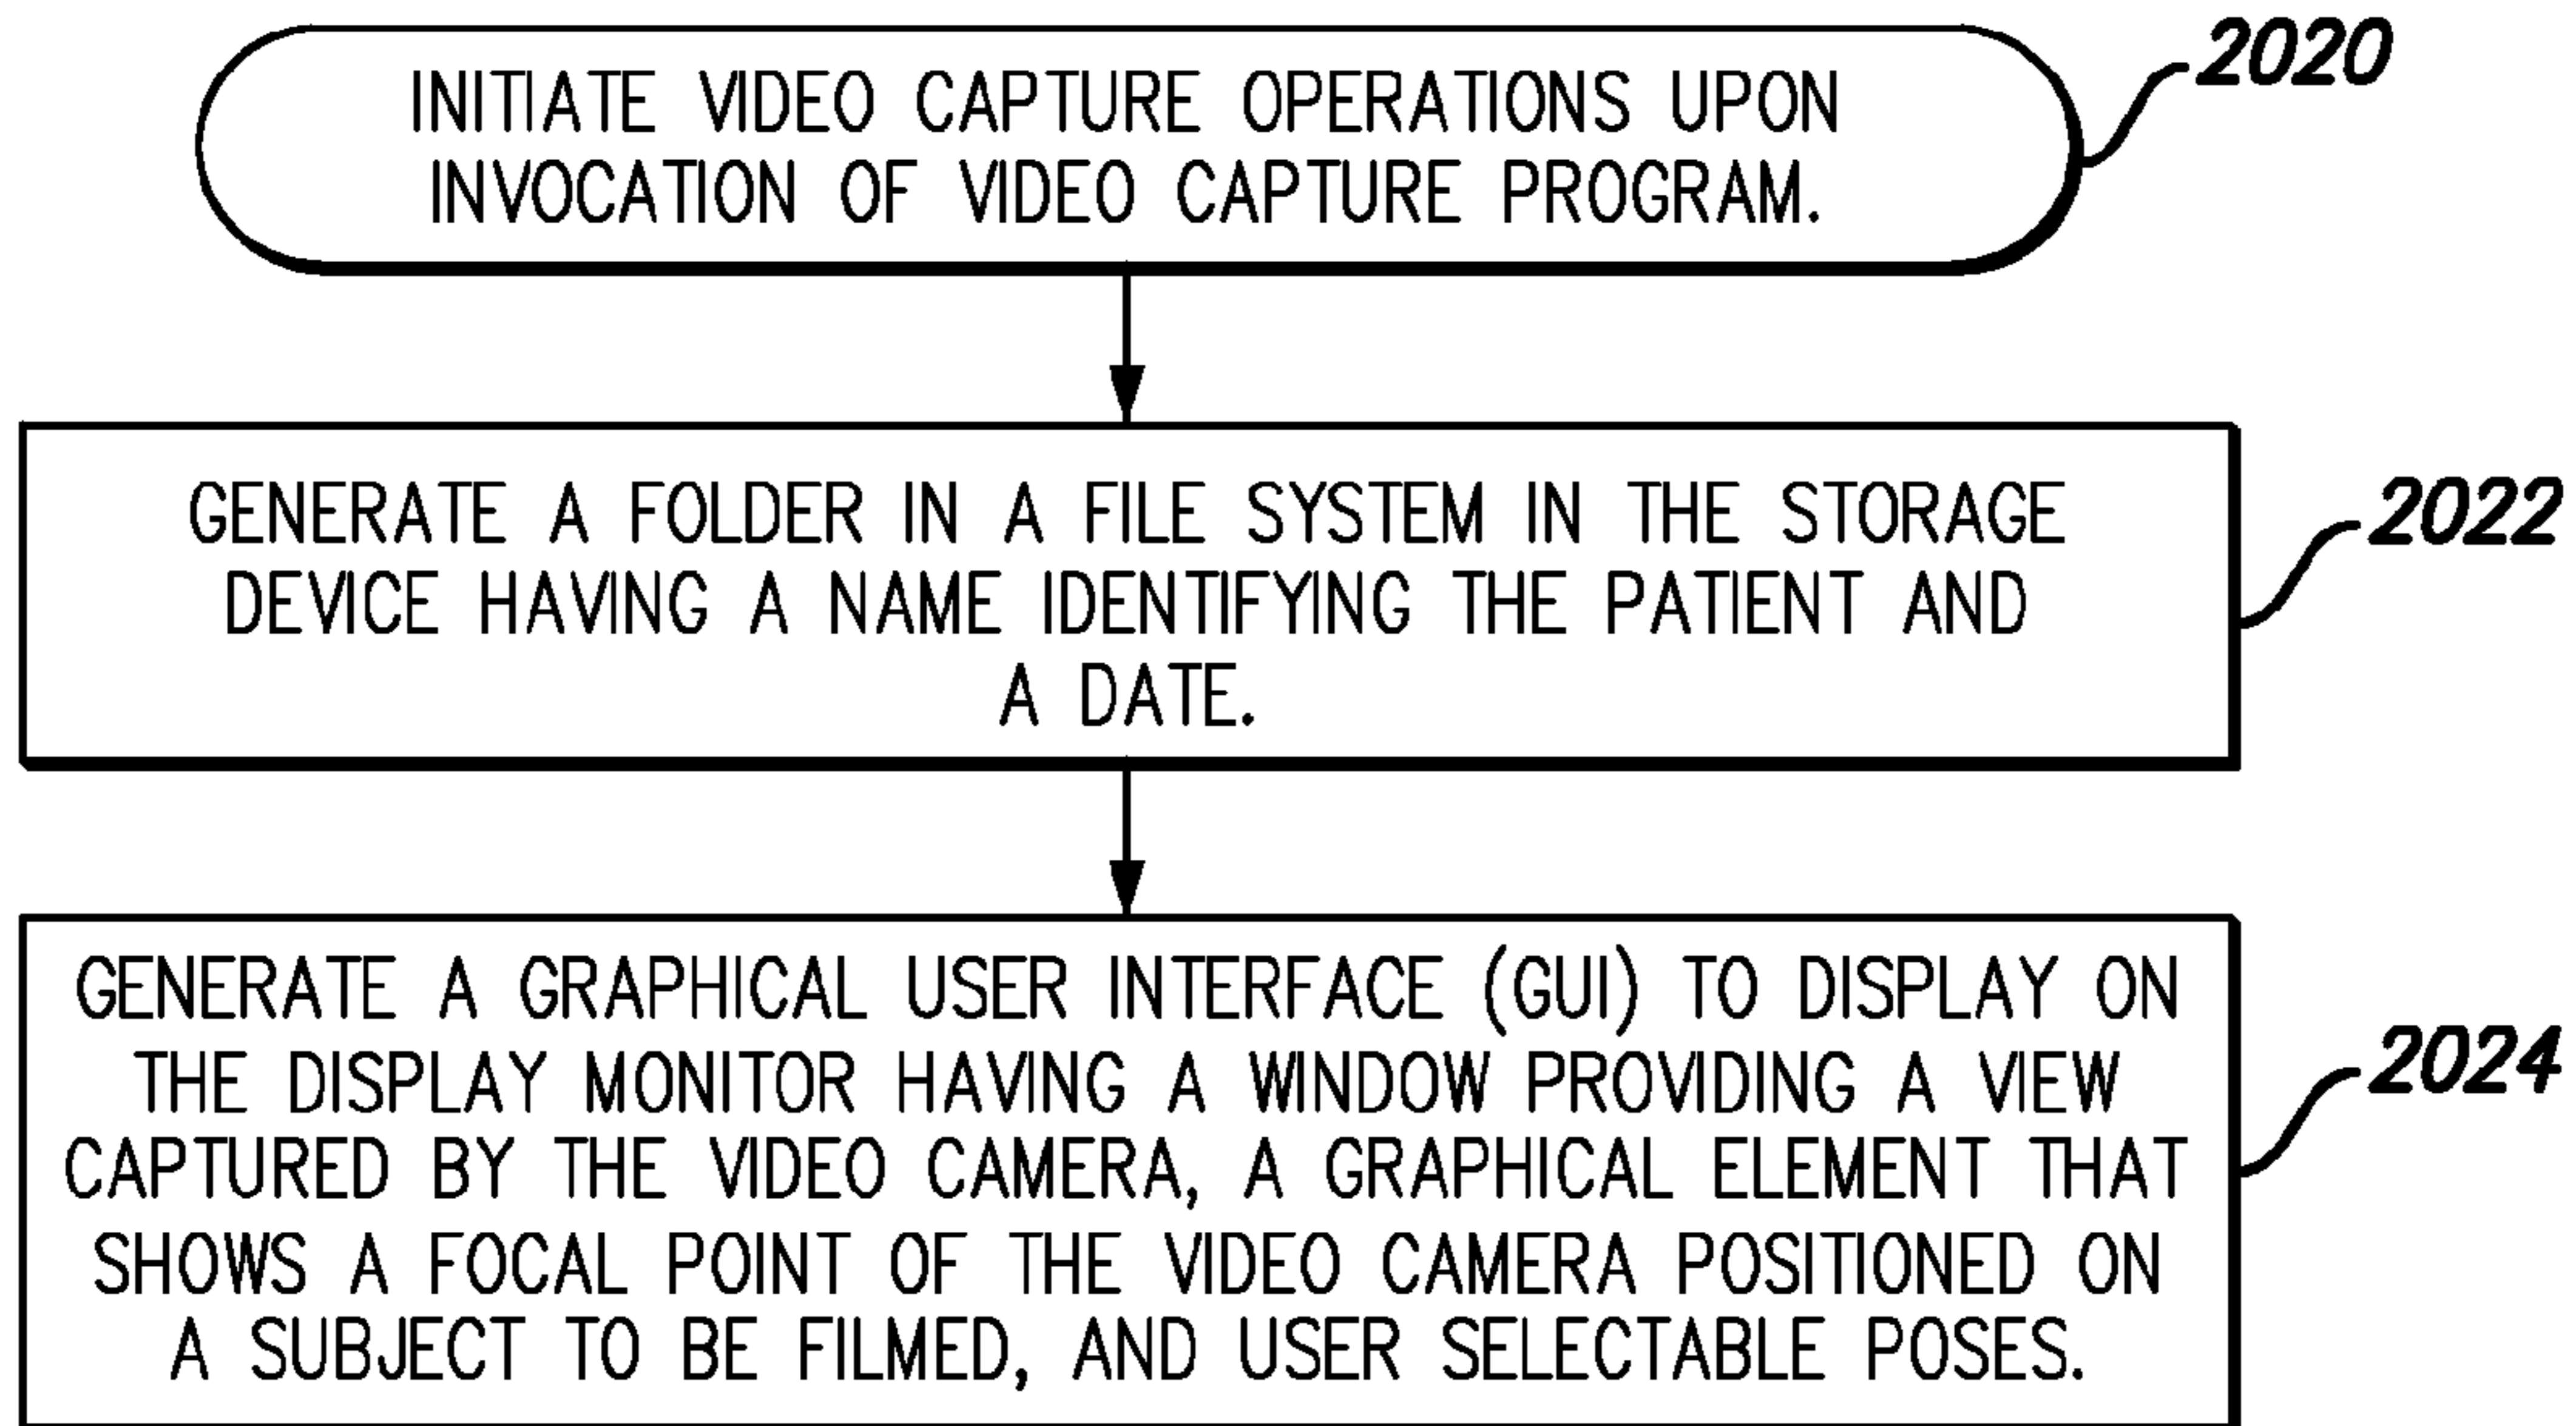 INITIATE VIDEO CAPTURE OPERATIONS UPON
INVOCATION OF VIDEO CAPTURE PROGRAM.
2020
GENERATE A FOLDER IN A FILE SYSTEM IN THE STORAGE
DEVICE HAVING A NAME IDENTIFYING THE PATIENT AND
A DATE.
2022
GENERATE A GRAPHICAL USER INTERFACE (GUI) TO DISPLAY ON
THE DISPLAY MONITOR HAVING A WINDOW PROVIDING A VIEW
CAPTURED BY THE VIDEO CAMERA, A GRAPHICAL ELEMENT THAT
SHOWS A FOCAL POINT OF THE VIDEO CAMERA POSITIONED ON
A SUBJECT TO BE FILMED, AND USER SELECTABLE POSES.
2024